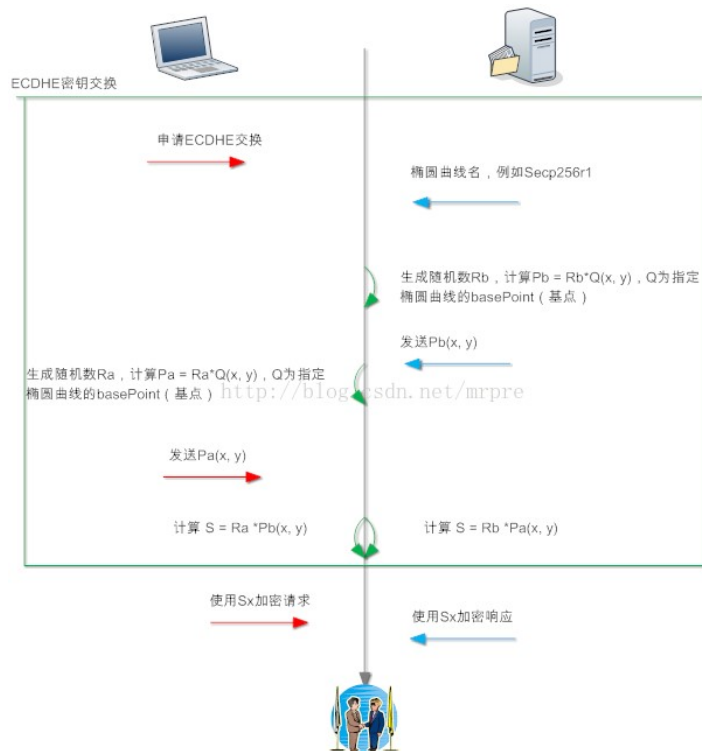 ECDHE密钥交换
申请ECDHE交换
椭圆曲线名，例如Secp256r1
生成随机数Rb，计算Pb = Rb*Q(x, y)，Q为指定
椭圆曲线的basePoint（基点）
发送Pb(x, y)
生成随机数Ra，计算Pa = Ra*Q(x, y)，Q为指定
椭圆曲线的basePoint（基点）
http://blog.csdn.net/mrpre
发送Pa(x, y)
计算 S = Ra *Pb(x, y)
计算 S = Rb *Pa(x, y)
使用Sx加密请求
使用Sx加密响应